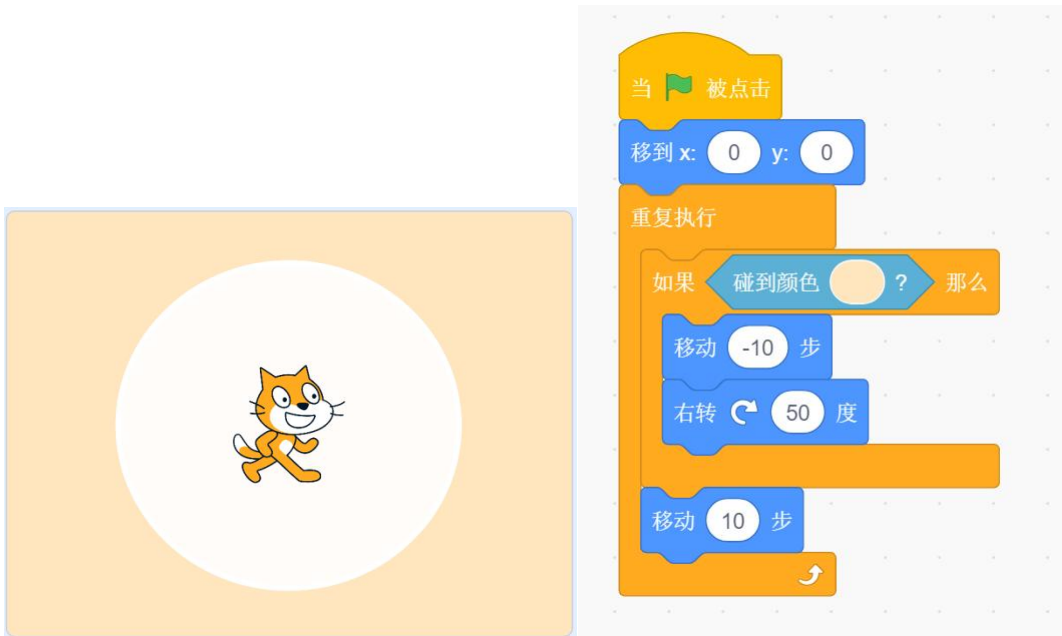 当 被点击
移到 x: 0 y: 0
重复执行
如果 碰到颜色 ? 那么
移动 -10 步
右转 50 度
移动 10 步